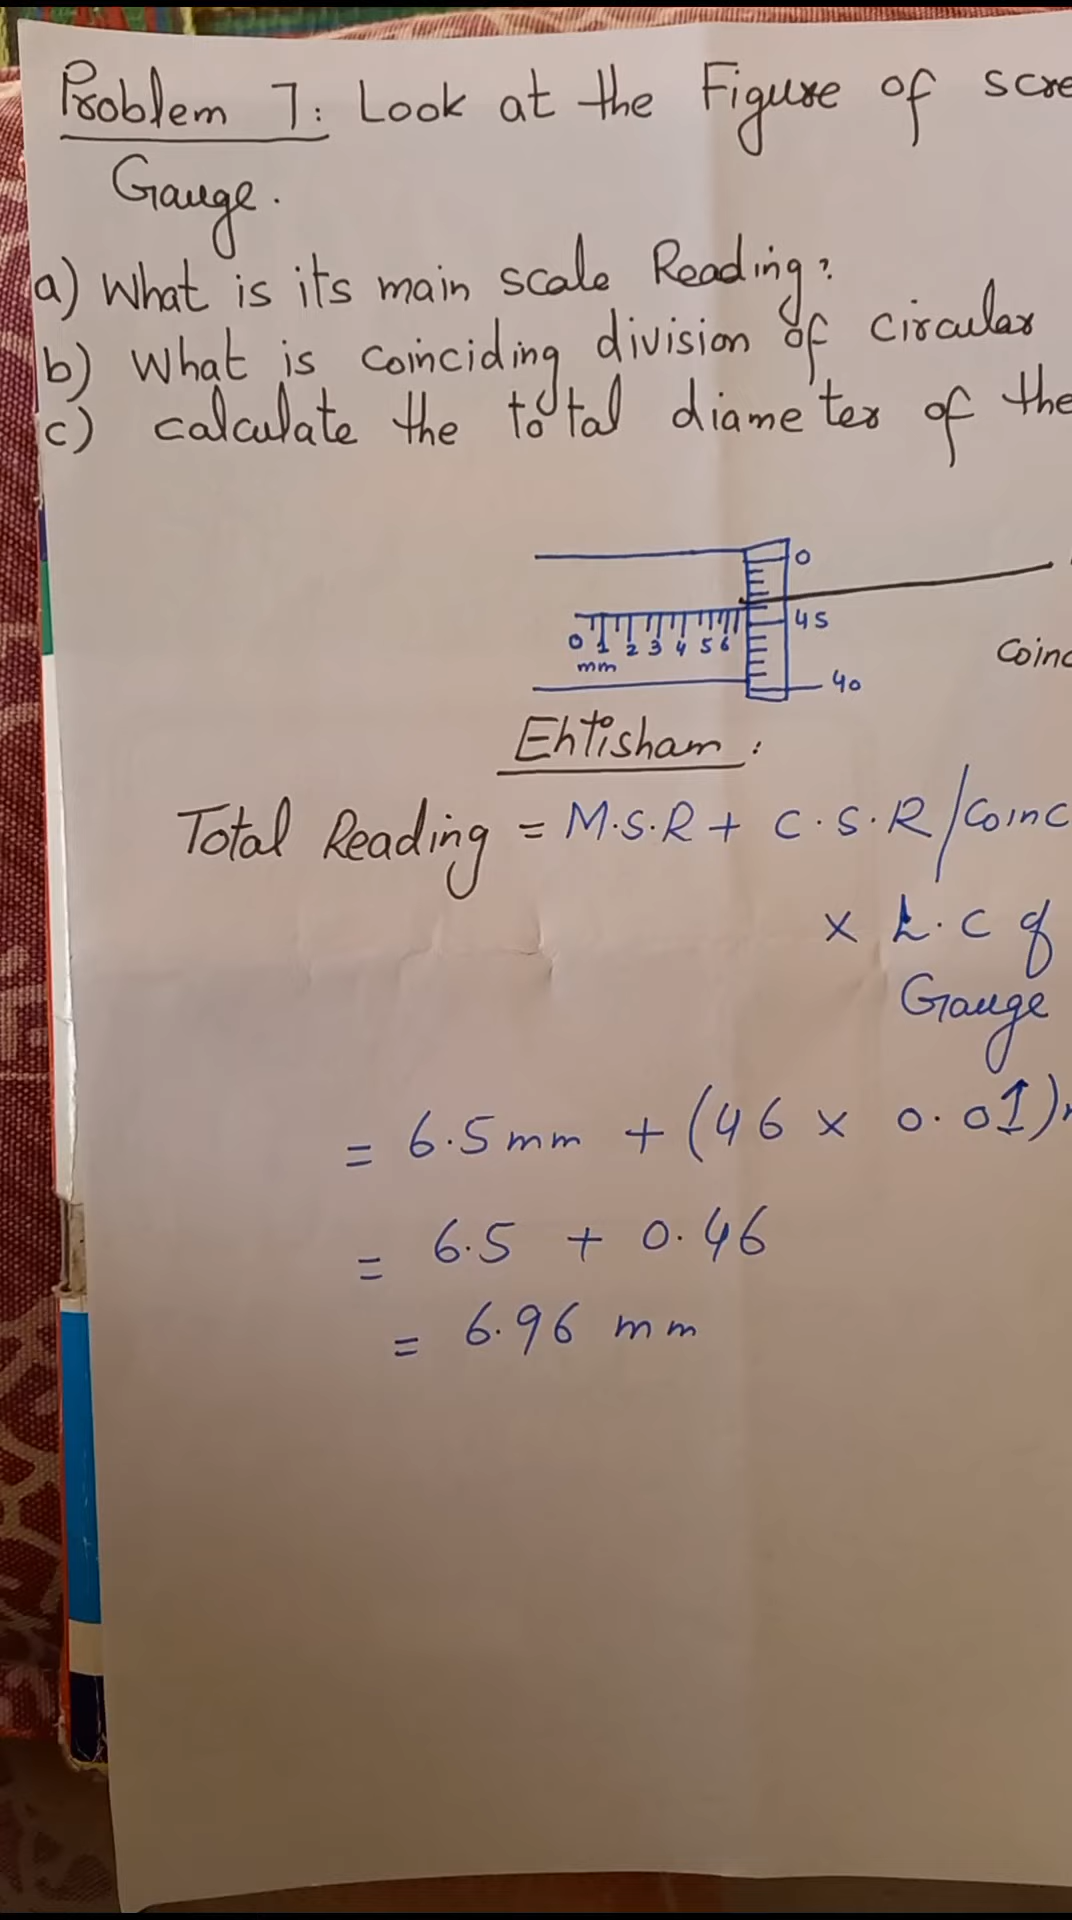 Problem 7: Look at the Figure of scre
Gauge.
a) What is its main scale Reading?
b) What is coinciding division of circular
c) calculate the total diameter of the
0
45
40
0 1 2 3 4 5 6
mm
Coinc
Ehtisham:
Total Reading = M.S.R + C.S.R/Coinc
x L.C of
Gauge
= 6.5mm + (46 x 0.01)
= 6.5 + 0.46
= 6.96 mm